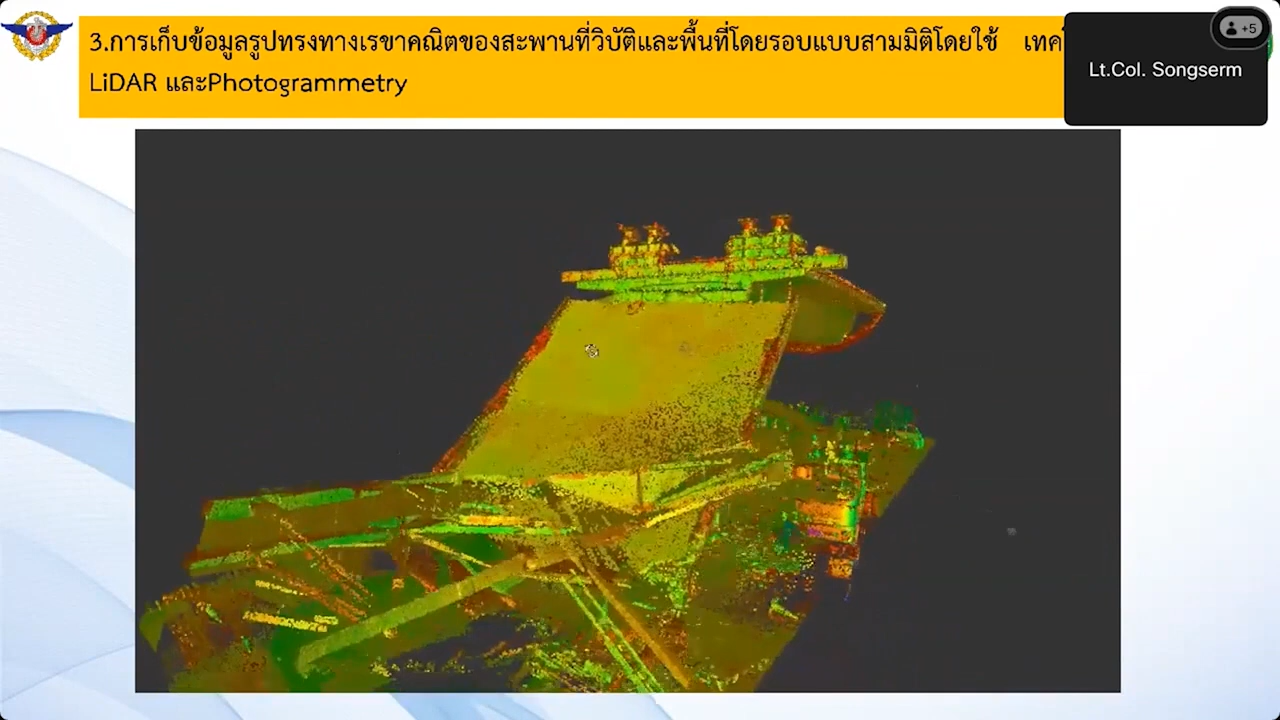 3.การเก็บข้อมูลรูปทรงทางเรขาคณิตของสะพานที่วิบัติและพื้นที่โดยรอบแบบสามมิติโดยใช้ เทค
LiDAR และPhotogrammetry
+5
Lt.Col. Songserm